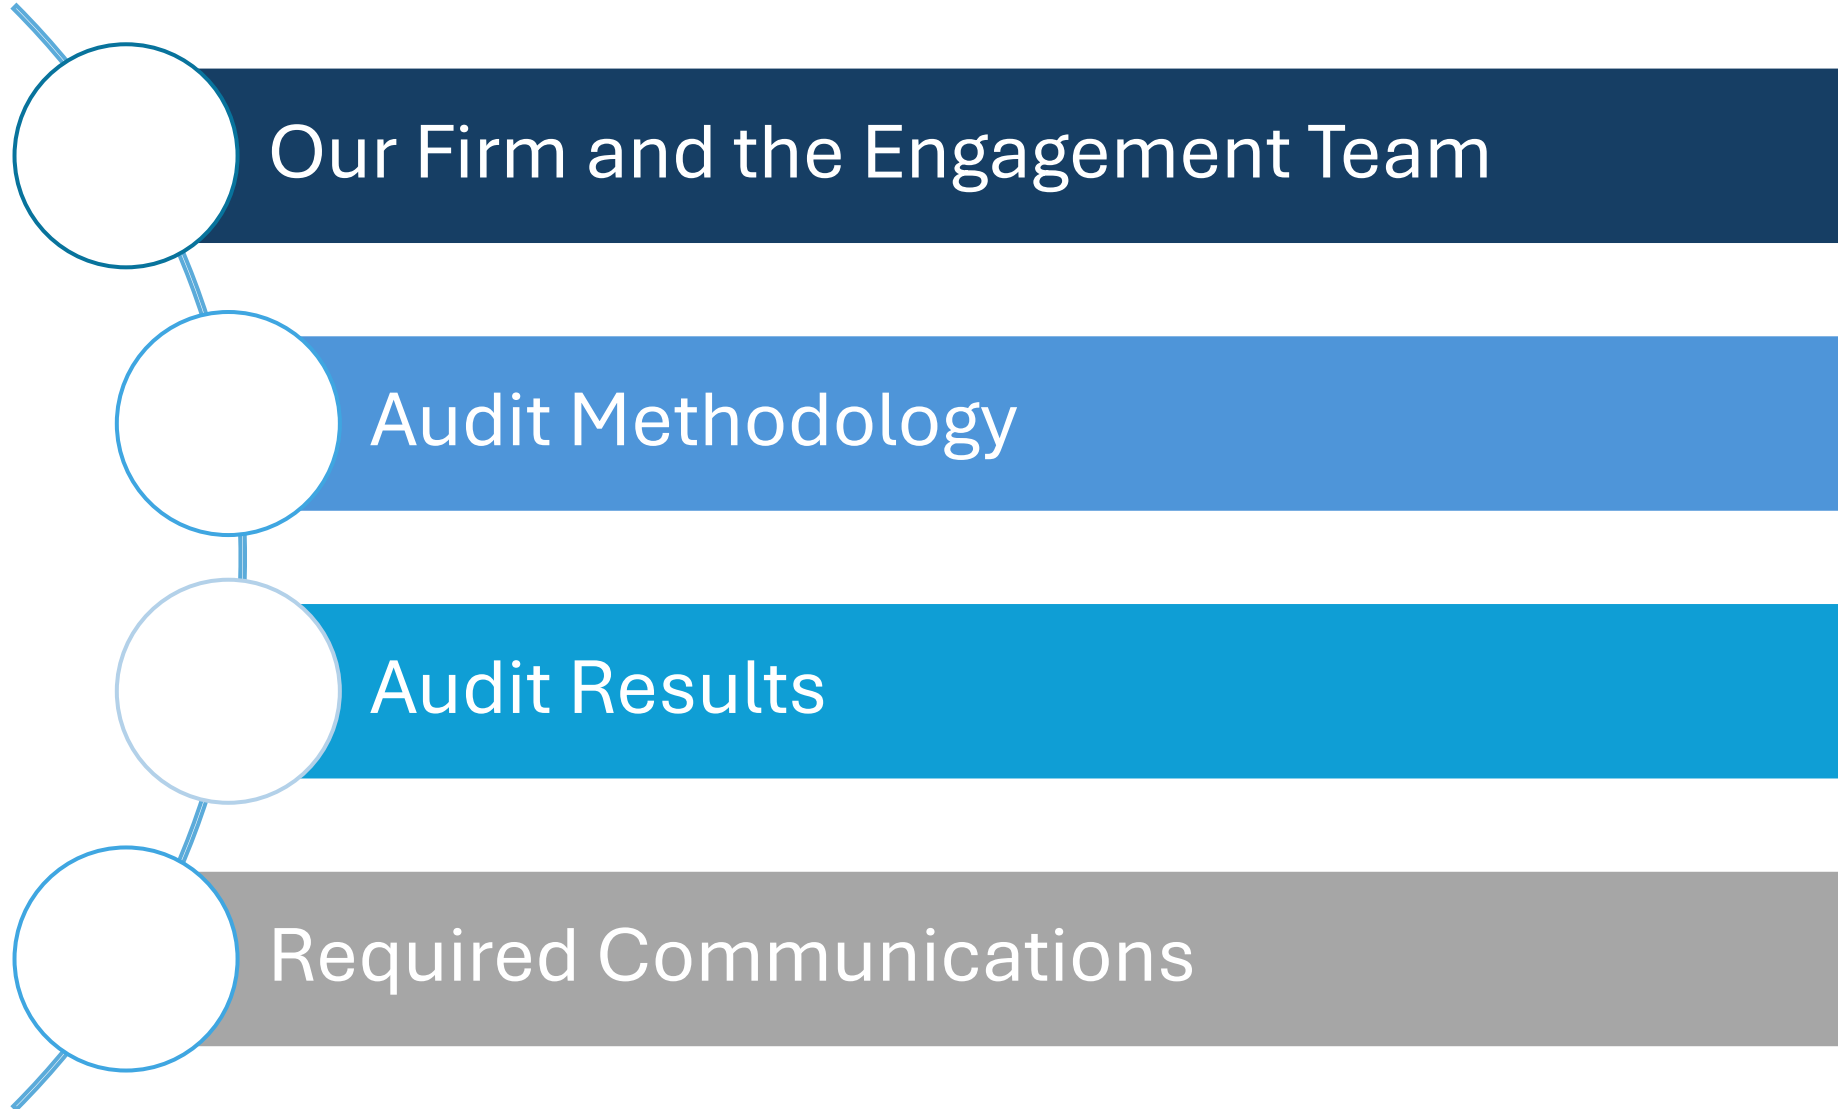 Our Firm and the Engagement Team
Audit Methodology
Audit Results
Required Communications